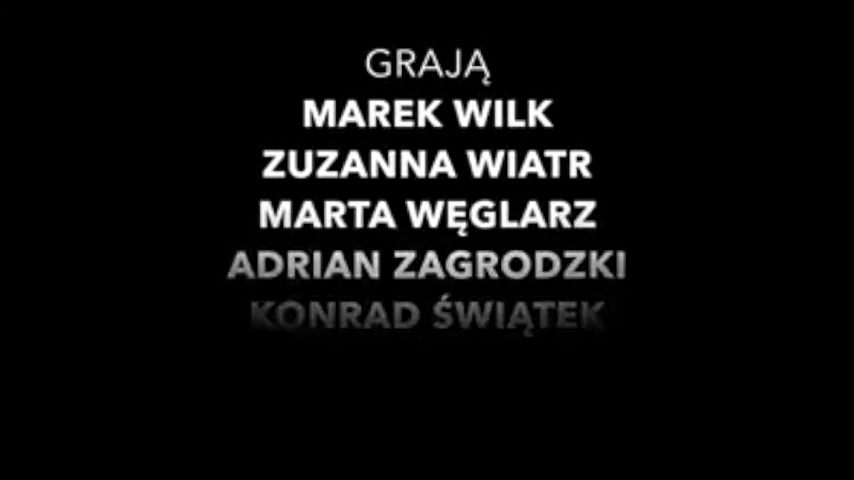 GRAJĄ
MAREK WILK
ZUZANNA WIATR
MARTA WĘGLARZ
ADRIAN ZAGRODZKI
KONRAD ŚWIĄTEK